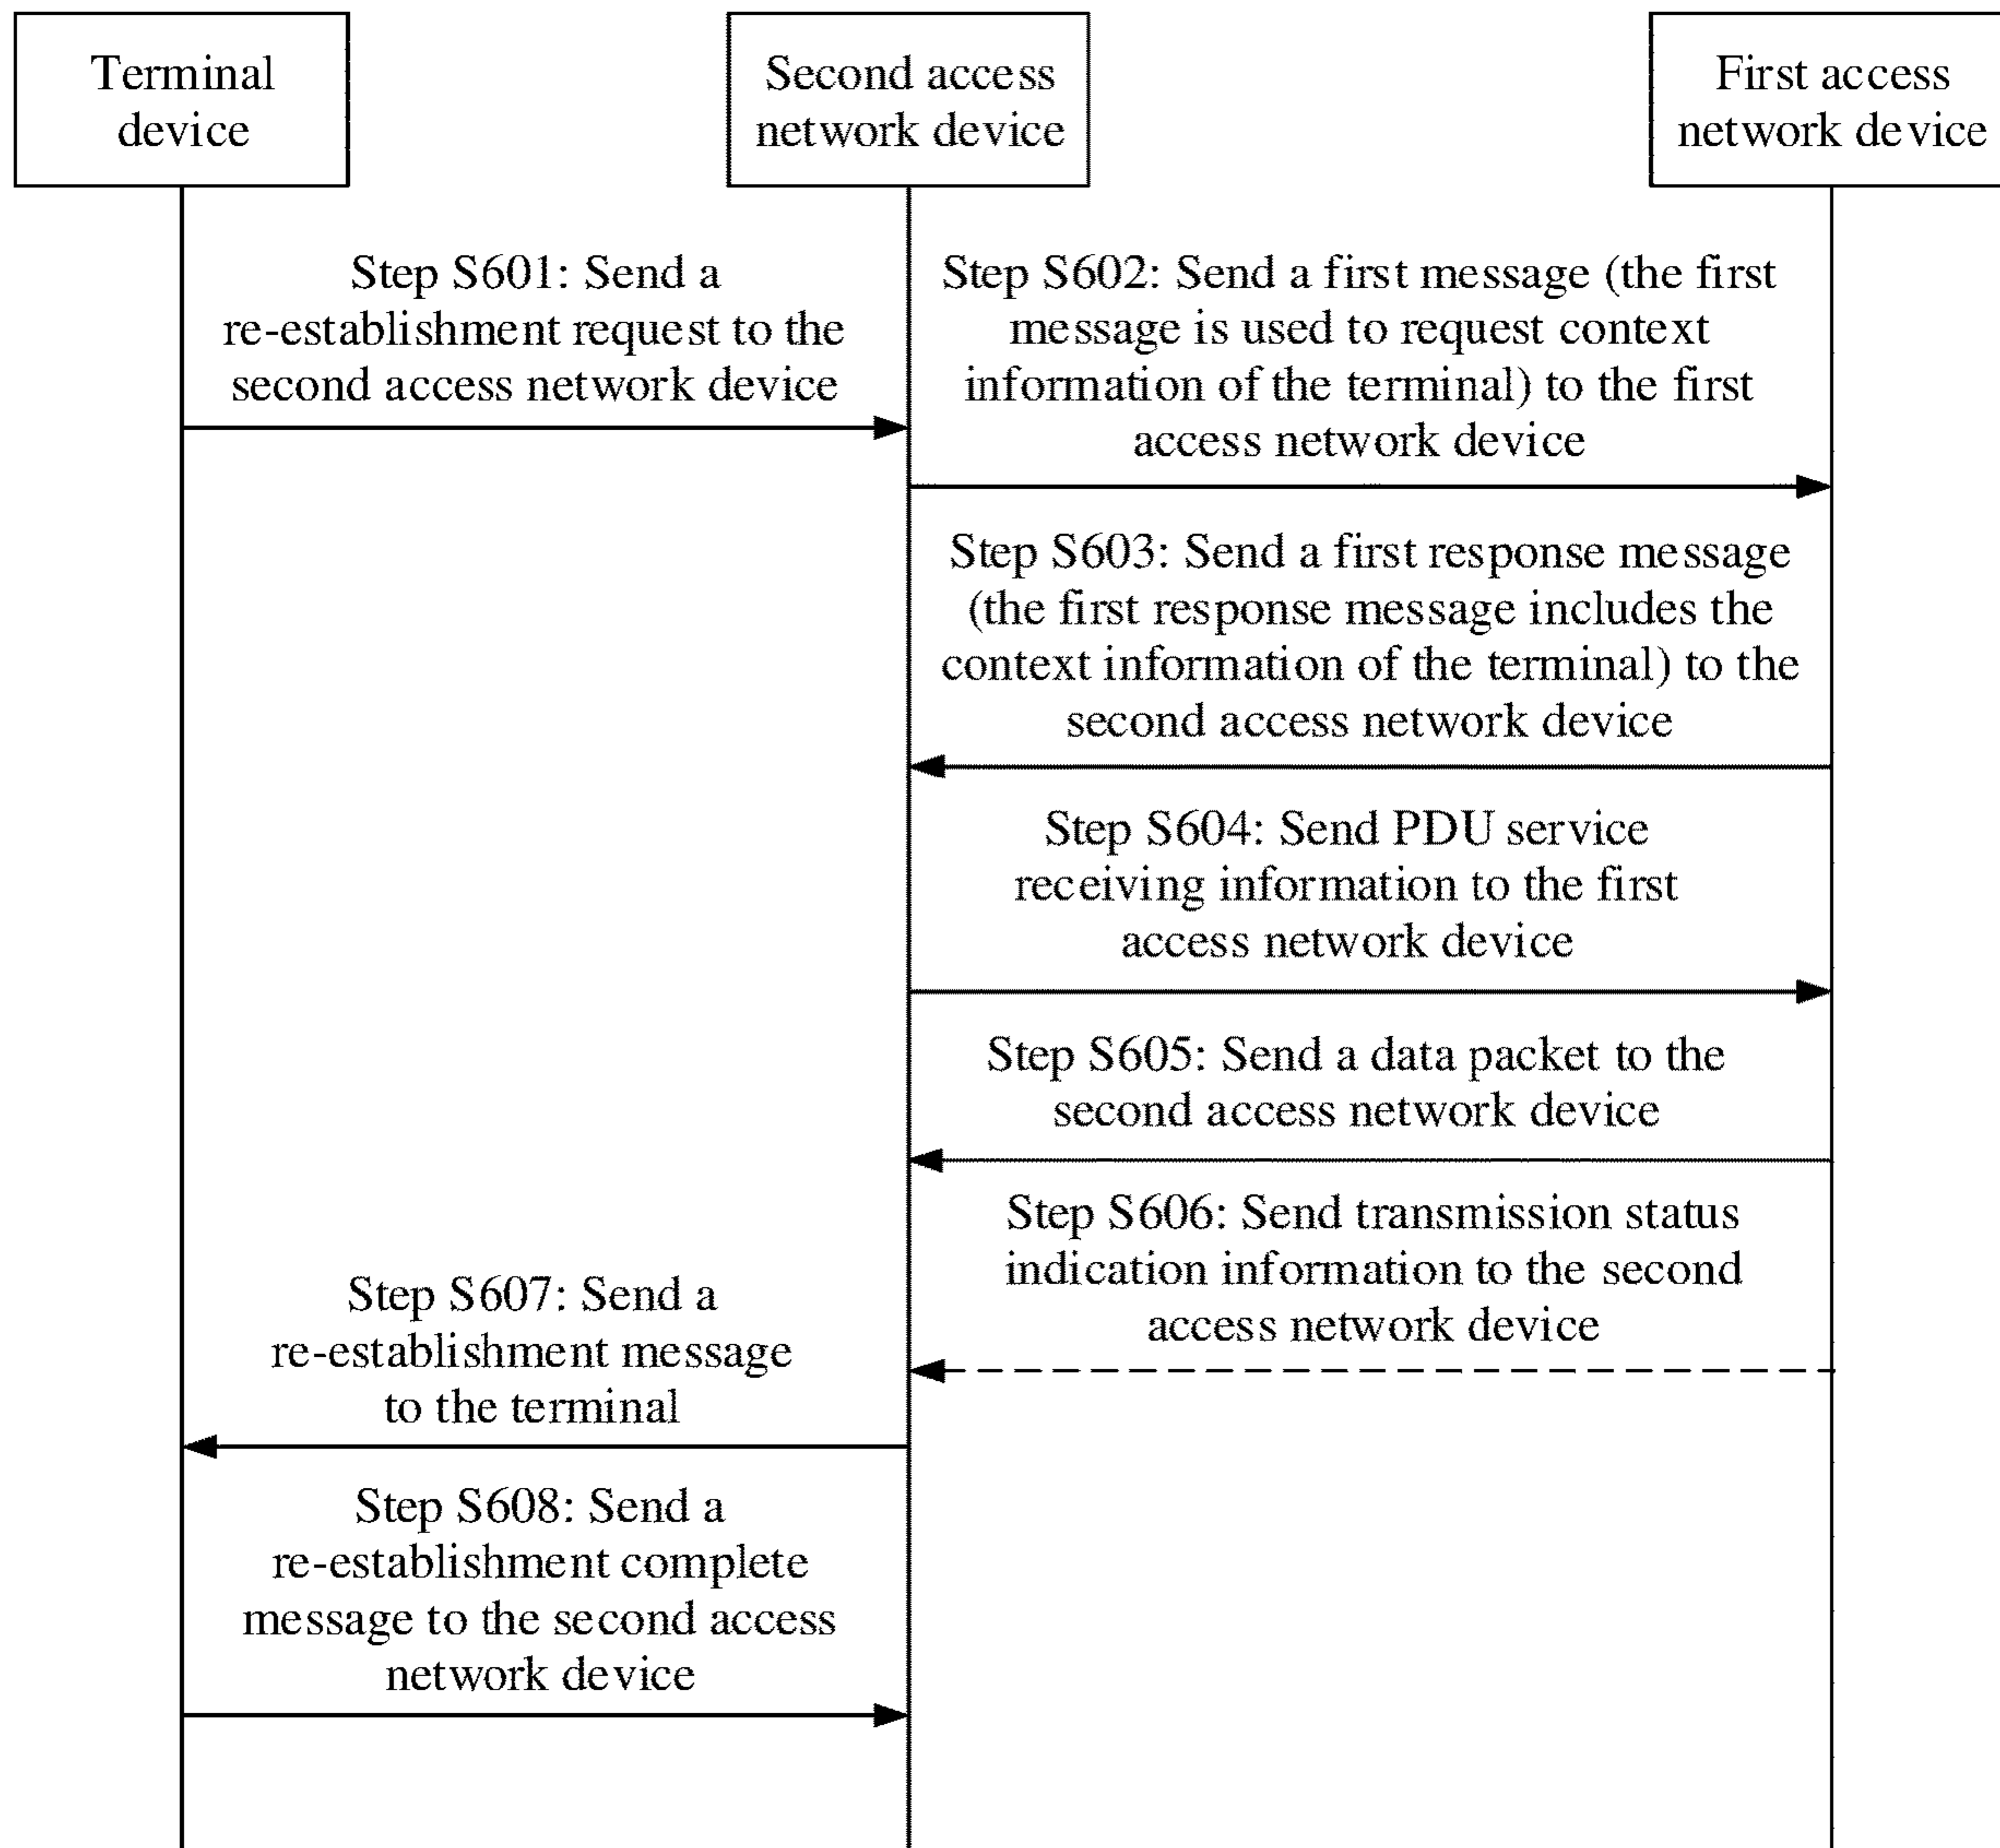 Terminal
device
Second access
network device
First access
network device
Step S601: Send a
re-establishment request to the
second access network device
Step S602: Send a first message (the first
message is used to request context
information of the terminal) to the first
access network device
Step S603: Send a first response message
(the first response message includes the
context information of the terminal) to the
second access network device
Step S604: Send PDU service
receiving information to the first
access network device
Step S605: Send a data packet to the
second access network device
Step S606: Send transmission status
indication information to the second
access network device
Step S607: Send a
re-establishment message
to the terminal
Step S608: Send a
re-establishment complete
message to the second access
network device